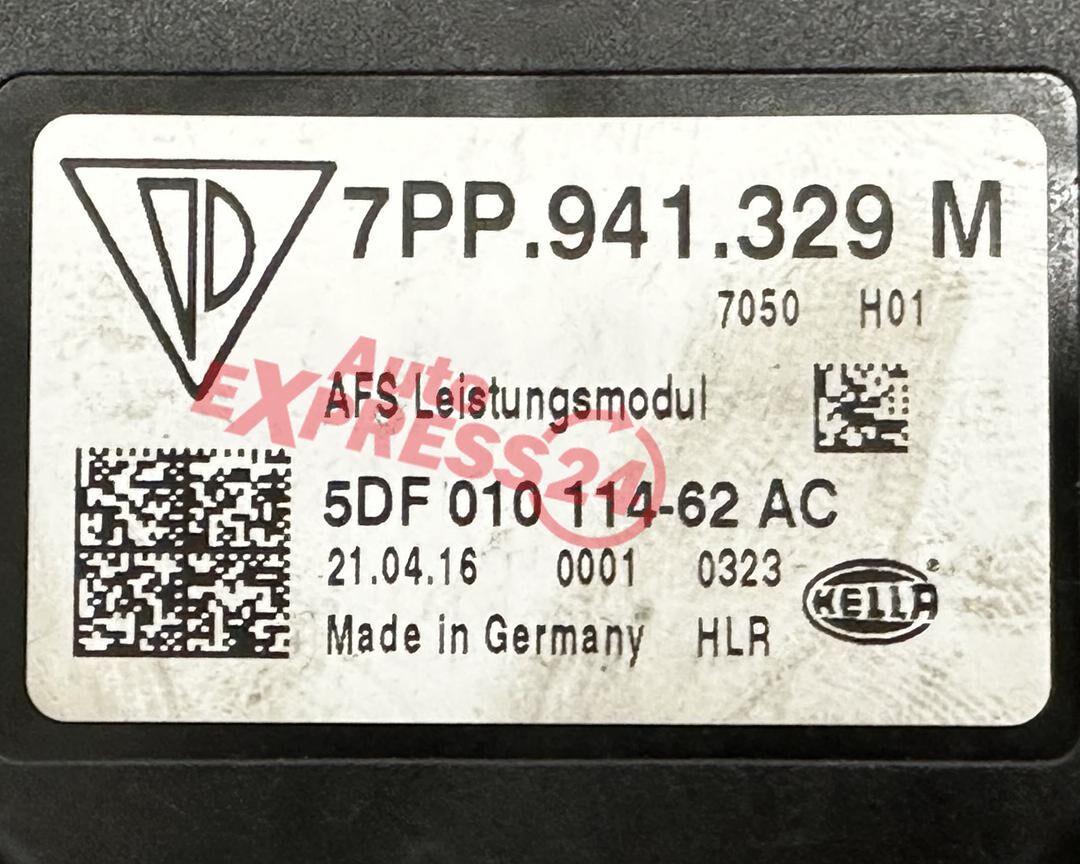 7PP.941.329 M
7050 H01
AFS Leistungsmodul
Auto
EXPRESS24
5DF 010 114-62 AC
21.04.16 0001 0323
HELLA®
Made in Germany HLR